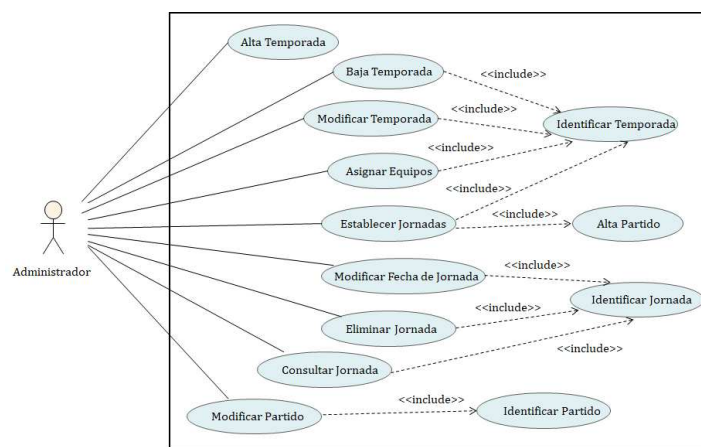 Alta Temporada
Baja Temporada
<<include>>
Modificar Temporada
<<include>>
Identificar Temporada
<<include>>
Asignar Equipos
<<include>>
Establecer Jornadas
<<include>>
Alta Partido
Administrador
Modificar Fecha de Jornada
<<include>>
Identificar Jornada
<<include>>
Eliminar Jornada
<<include>>
Consultar Jornada
<<include>>
Modificar Partido
Identificar Partido